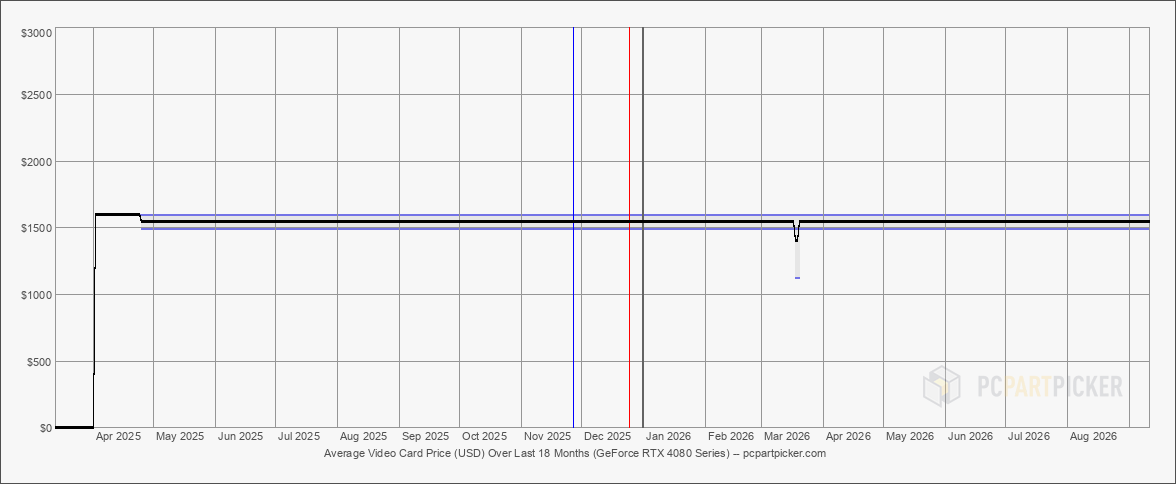 $3000
$2500
$2000
$1500
$1000
$500
$0
Apr 2025 May 2025 Jun 2025 Jul 2025 Aug 2025 Sep 2025 Oct 2025 Nov 2025 Dec 2025 Jan 2026 Feb 2026 Mar 2026 Apr 2026 May 2026 Jun 2026 Jul 2026 Aug 2026
Average Video Card Price (USD) Over Last 18 Months (GeForce RTX 4080 Series) -- pcpartpicker.com
PCPARTPICKER